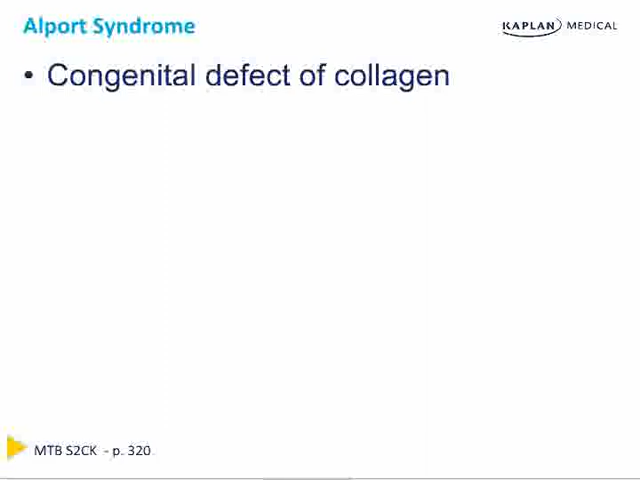 Alport Syndrome
KAPLAN MEDICAL
• Congenital defect of collagen
MTB S2CK - p. 320